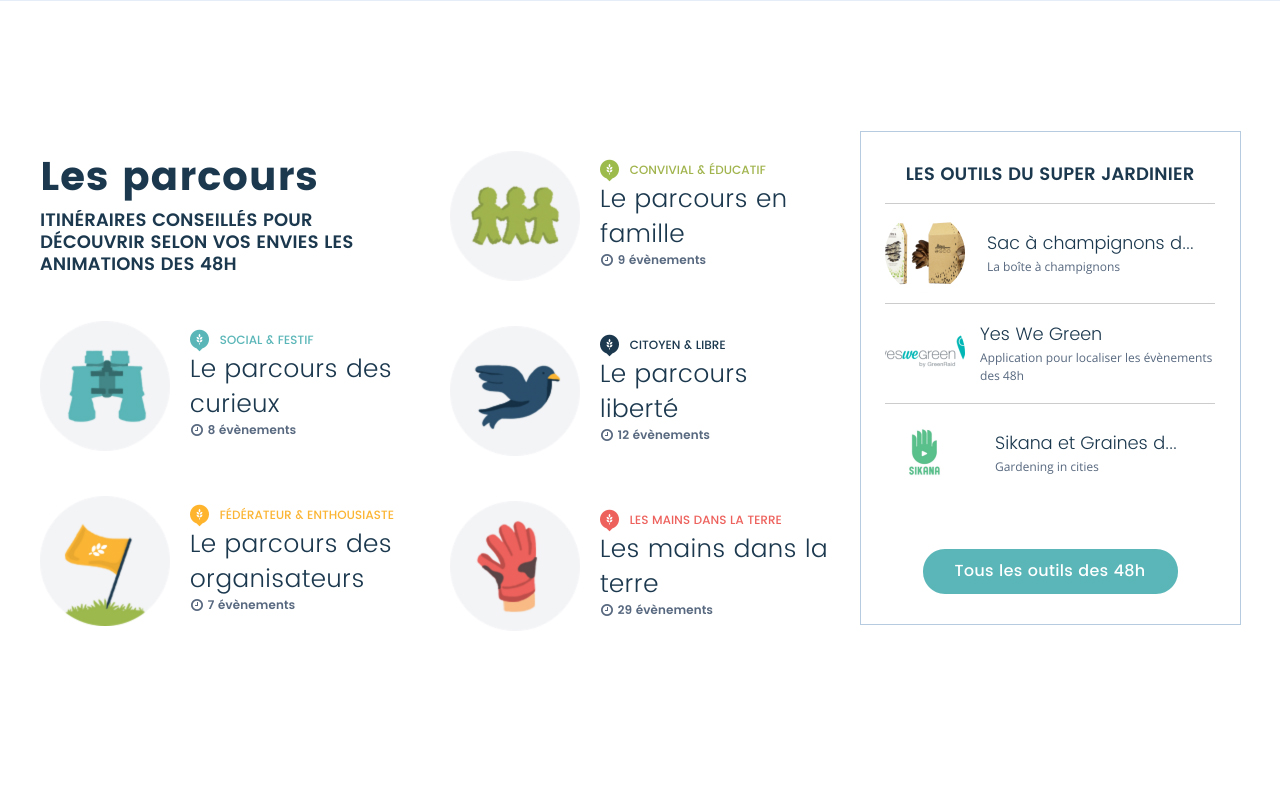 Les parcours
ITINÉRAIRES CONSEILLÉS POUR
DÉCOUVRIR SELON VOS ENVIES LES
ANIMATIONS DES 48H
CONVIVIAL & ÉDUCATIF
Le parcours en
famille
9 évènements
SOCIAL & FESTIF
Le parcours des
curieux
8 évènements
CITOYEN & LIBRE
Le parcours
liberté
12 évènements
FÉDÉRATEUR & ENTHOUSIASTE
Le parcours des
organisateurs
7 évènements
LES MAINS DANS LA TERRE
Les mains dans la
terre
29 évènements
LES OUTILS DU SUPER JARDINIER
Sac à champignons d...
La boîte à champignons
eswegreen
by GreenRaid
Yes We Green
Application pour localiser les évènements
des 48h
SIKANA
Sikana et Graines d...
Gardening in cities
Tous les outils des 48h